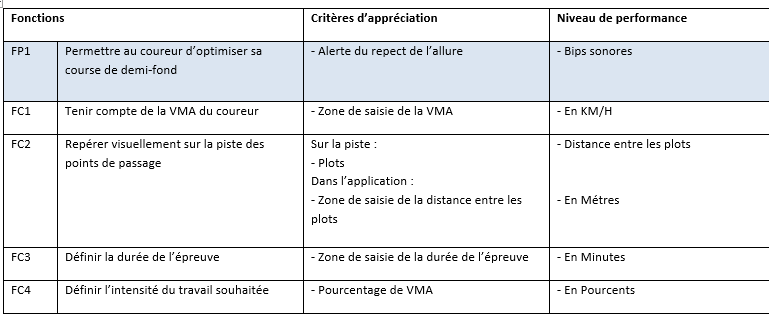 Fonctions Critères d’appréciation Niveau de performance
FP1 Permettre au coureur d’optimiser sa - Alerte du repect de l’allure - Bips sonores
course de demi-fond
FC1 Tenir compte de la VMA du coureur - Zone de saisie de la VMA - En KM/H
FC2 Repérer visuellement sur la piste des Sur la piste : - Distance entre les plots
points de passage - Plots
Dans l’application :
- Zone de saisie de la distance entre les - En Métres
plots
FC3 Définir la durée de l’épreuve - Zone de saisie de la durée de l’épreuve - En Minutes
FC4 Définir l’intensité du travail souhaitée - Pourcentage de VMA - En Pourcents